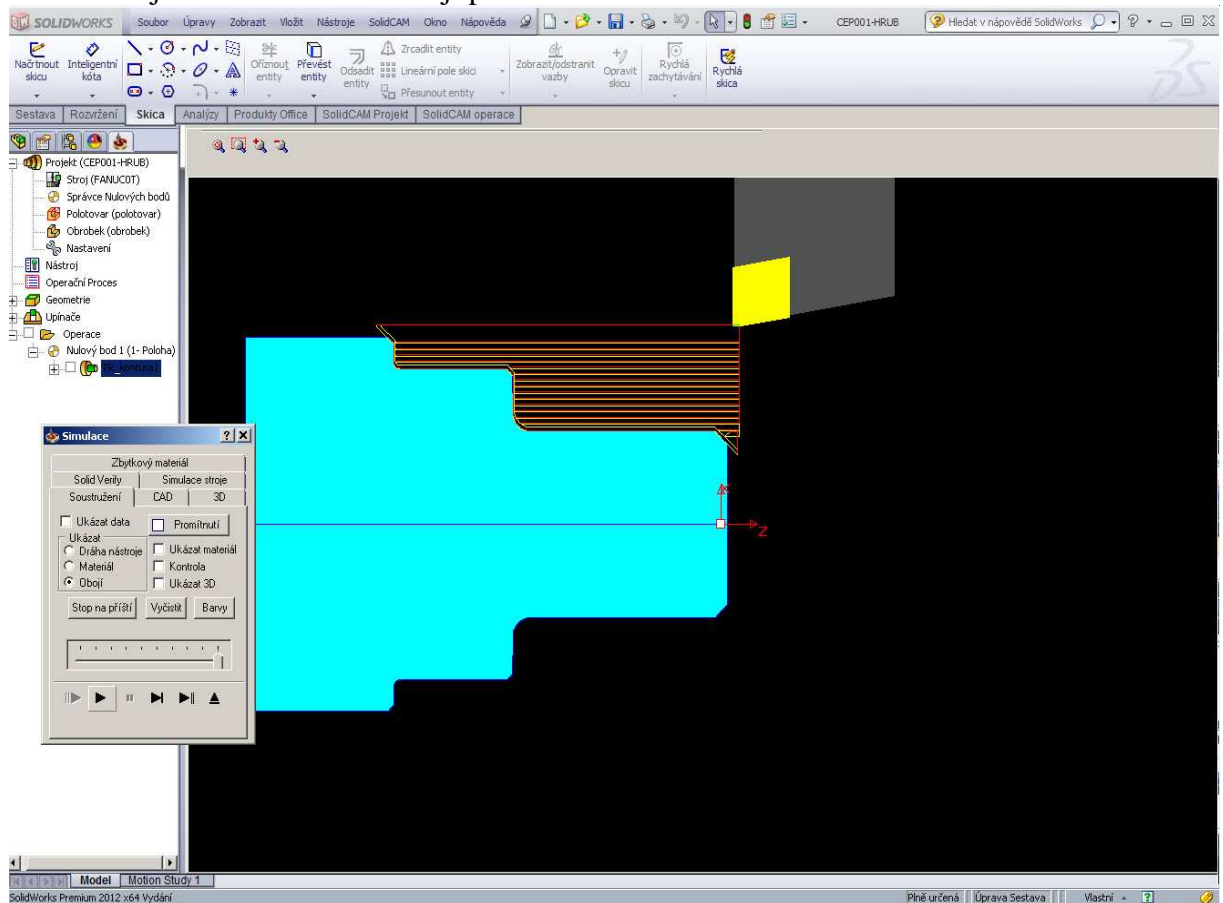 SOLIDWORKS Soubor Úpravy Zobrazit Vložit Nástroje SolidCAM Okno Nápověda CEP001-HRUB Hledat v nápovědě SolidWorks
Načrtnout skicu
Inteligentní kóta
Oříznout entity
Převést entity
Odsadit entity
Zrcadlit entity
Lineární pole skici
Přesunout entity
Zobrazit/odstranit vazby
Opravit skicu
Rychlá zachytávání
Rychlá skica
Sestava Rozvržení Skica Analýzy Produkty Office SolidCAM Projekt SolidCAM operace
Projekt (CEP001-HRUB)
Stroj (FANUC0T)
Správce Nulových bodů
Polotovar (polotovar)
Obrobek (obrobek)
Nastavení
Nástroj
Operační Proces
Geometrie
Upínače
Operace
Nulový bod 1 (1- Poloha)
TR_kontura1
Simulace
Zbytkový materiál
Solid Verify Simulace stroje
Soustružení CAD 3D
Ukázat data Promítnutí
Ukázat
Dráha nástroje Ukázat materiál
Materiál Kontrola
Obojí Ukázat 3D
Stop na příští Vyčistit Barvy
X
Z
Model Motion Study 1
SolidWorks Premium 2012 x64 Vydání Plně určená Úprava Sestava Vlastní